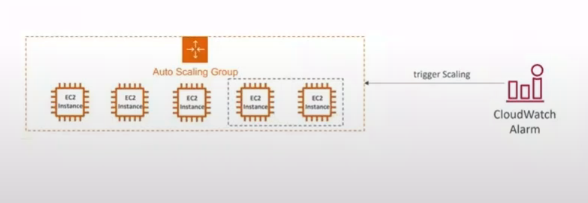 Auto Scaling Group
EC2
Instance
EC2
Instance
EC2
Instance
EC2
Instance
EC2
Instance
trigger Scaling
CloudWatch
Alarm